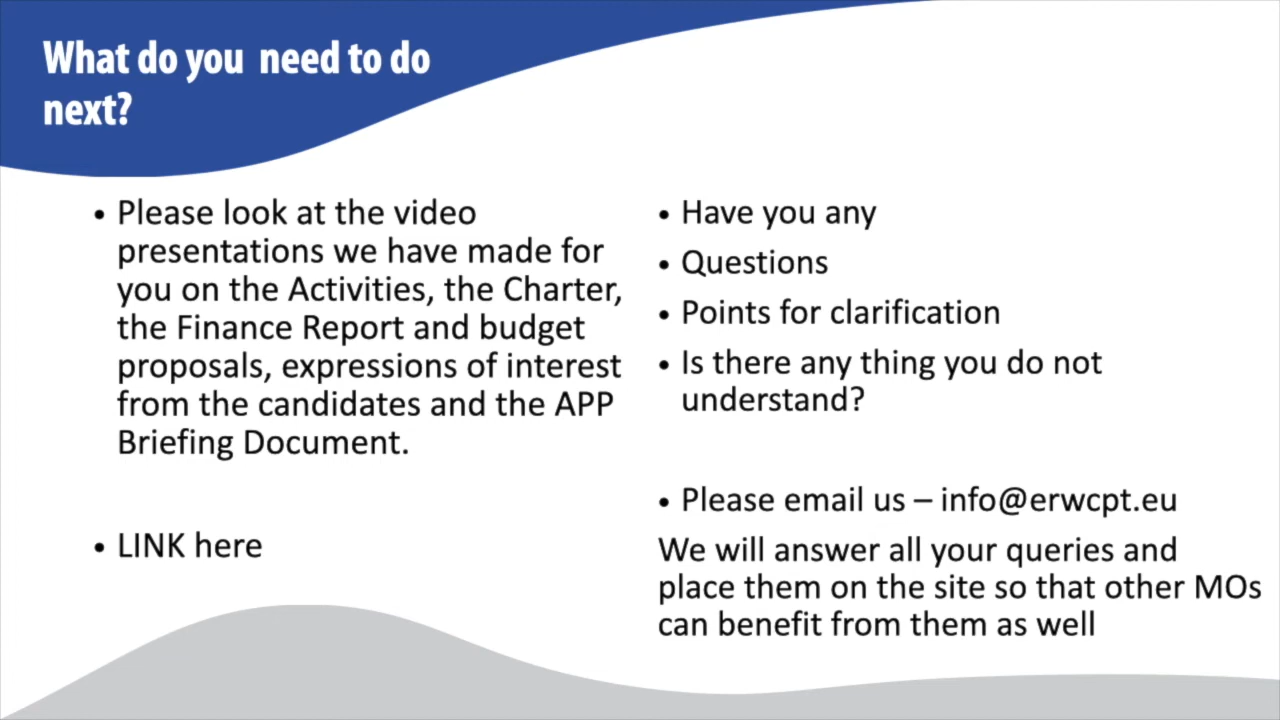 What do you need to do
next?
• Please look at the video
presentations we have made for
you on the Activities, the Charter,
the Finance Report and budget
proposals, expressions of interest
from the candidates and the APP
Briefing Document.
• LINK here
• Have you any
• Questions
• Points for clarification
• Is there any thing you do not
understand?
• Please email us – info@erwcpt.eu
We will answer all your queries and
place them on the site so that other MOs
can benefit from them as well